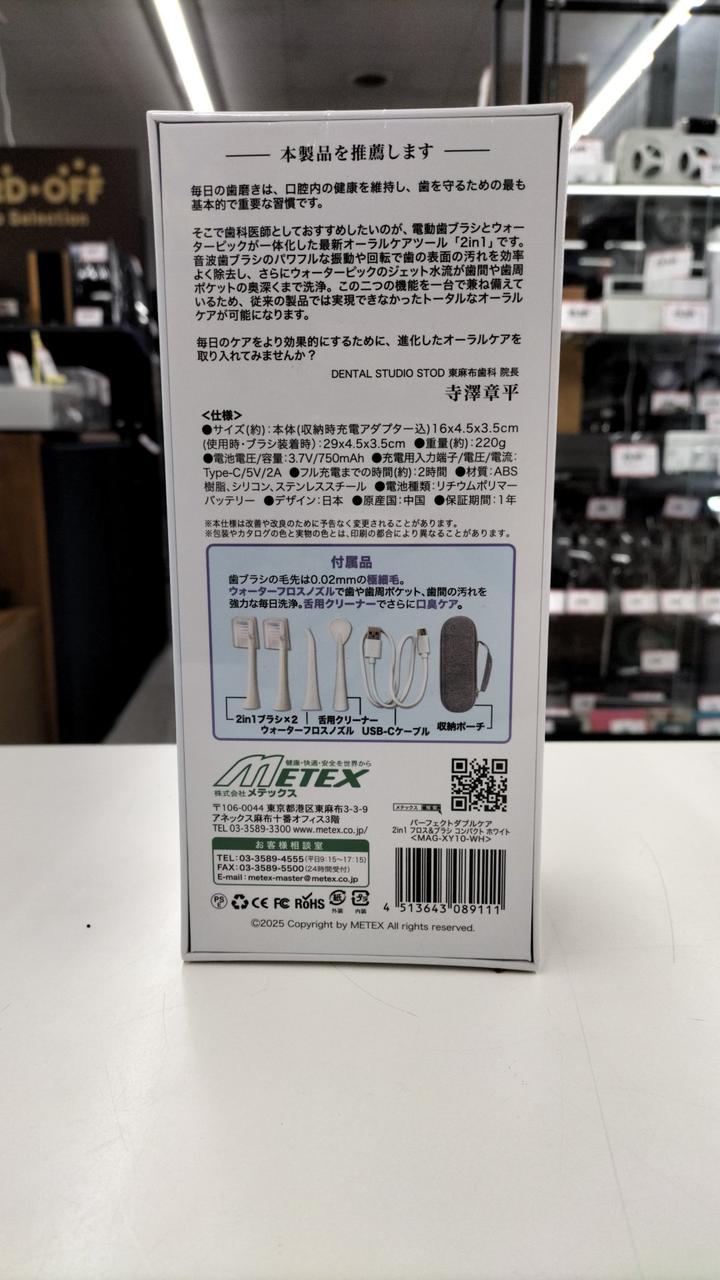 本製品を推薦します
毎日の歯磨きは、口腔内の健康を維持し、歯を守るための最も
基本的で重要な習慣です。
そこで歯科医師としておすすめしたいのが、電動歯ブラシとウォー
ターピックが一体化した最新オーラルケアツール「2in1」です。
音波歯ブラシのパワフルな振動や回転で歯の表面の汚れを効率
よく除去し、さらにウォーターピックのジェット水流が歯間や歯周
ポケットの奥深くまで洗浄。この二つの機能を一台で兼ね備えて
いるため、従来の製品では実現できなかったトータルなオーラル
ケアが可能になります。
毎日のケアをより効果的にするために、進化したオーラルケアを
取り入れてみませんか?
DENTAL STUDIO STOD 東麻布歯科 院長
寺澤章平
<仕様>
●サイズ(約):本体(収納時充電アダプター込)16x4.5x3.5cm
(使用時・ブラシ装着時):29x4.5x3.5cm ●重量(約):220g
●電池電圧/容量:3.7V/750mAh ●充電用入力端子/電圧/電流:
Type-C/5V/2A ●フル充電までの時間(約):2時間 ●材質:ABS
樹脂、シリコン、ステンレススチール ●電池種類:リチウムポリマー
バッテリー ●デザイン:日本 ●原産国:中国 ●保証期間:1年
※本仕様は改善や改良のために予告なく変更されることがあります。
※包装やカタログの色と実物の色とは、印刷の都合により異なることがあります。
付属品
歯ブラシの毛先は0.02mmの極細毛。
ウォーターフロスノズルで歯や歯周ポケット、歯間の汚れを
強力な毎日洗浄。舌用クリーナーでさらに口臭ケア。
2in1ブラシ×2 舌用クリーナー
ウォーターフロスノズル USB-Cケーブル 収納ポーチ
健康・快適・安全を世界から
METEX
株式会社 メテックス
〒106-0044 東京都港区東麻布3-3-9
アネックス麻布十番オフィス3階
TEL 03-3589-3300 www.metex.co.jp/
お客様相談室
TEL:03-3589-4555(平日9:15~17:15)
FAX:03-3589-5500(24時間受付)
E-mail:metex-master@metex.co.jp
メテックス 検索
パーフェクトダブルケア
2in1 フロス&ブラシ コンパクト ホワイト
<MAG-XY10-WH>
4 513643 089111
PSE CE FC RoHS 紙 外装 プラ 内装
©2025 Copyright by METEX All rights reserved.
D・OFF
Selection